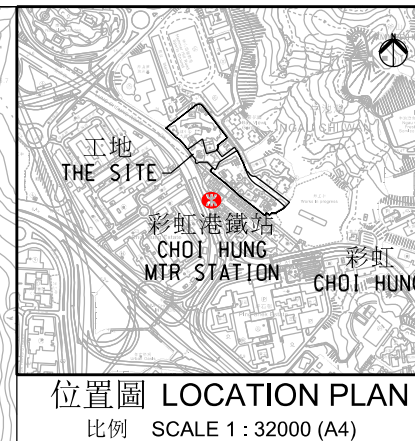 工地
THE SITE
彩虹港鐵站
CHOI HUNG
MTR STATION
彩虹
CHOI HUNG
位置圖 LOCATION PLAN
比例 SCALE 1 : 32000 (A4)